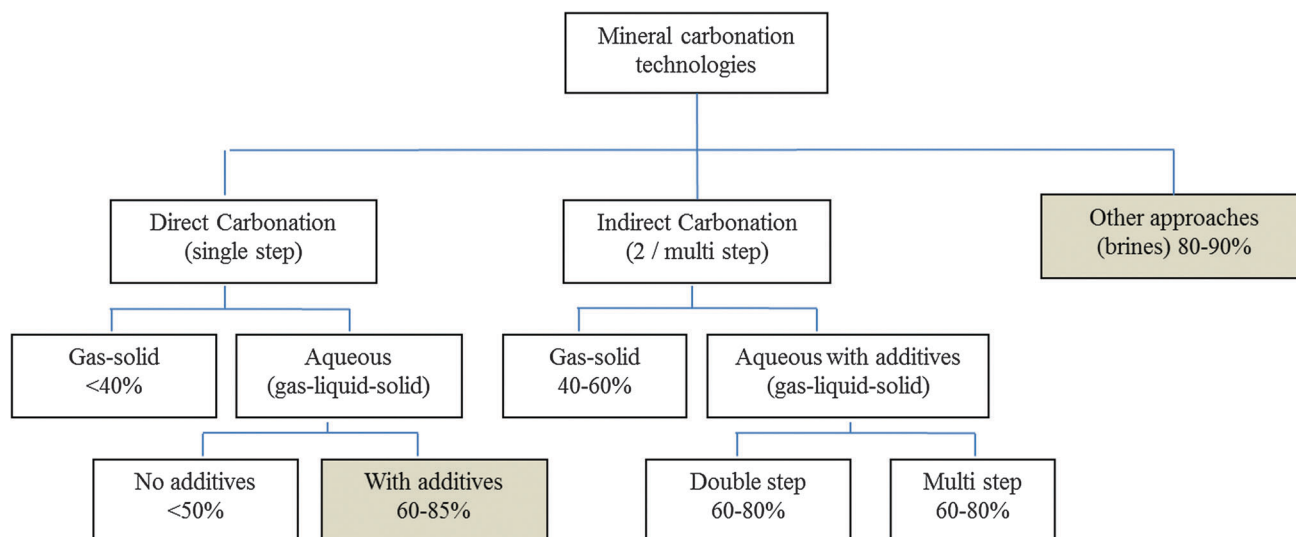 Mineral carbonation
technologies
Direct Carbonation
(single step)
Indirect Carbonation
(2 / multi step)
Other approaches
(brines) 80-90%
Gas-solid
<40%
Aqueous
(gas-liquid-solid)
Gas-solid
40-60%
Aqueous with additives
(gas-liquid-solid)
No additives
<50%
With additives
60-85%
Double step
60-80%
Multi step
60-80%